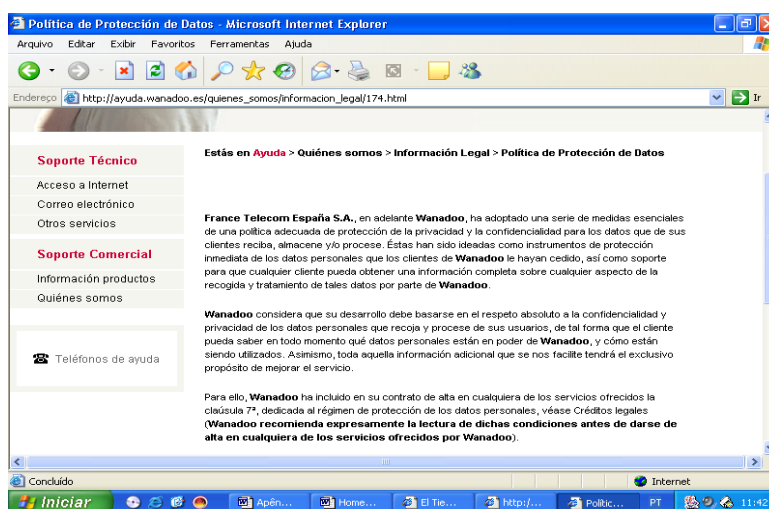 Política de Protección de Datos - Microsoft Internet Explorer
Arquivo Editar Exibir Favoritos Ferramentas Ajuda
Endereço http://ayuda.wanadoo.es/quienes_somos/informacion_legal/174.html Ir
Soporte Técnico
Acceso a Internet
Correo electrónico
Otros servicios
Soporte Comercial
Información productos
Quiénes somos
Teléfonos de ayuda
Estás en Ayuda > Quiénes somos > Información Legal > Política de Protección de Datos
France Telecom España S.A., en adelante Wanadoo, ha adoptado una serie de medidas esenciales
de una política adecuada de protección de la privacidad y la confidencialidad para los datos que de sus
clientes reciba, almacene y/o procese. Éstas han sido ideadas como instrumentos de protección
inmediata de los datos personales que los clientes de Wanadoo le hayan cedido, así como soporte
para que cualquier cliente pueda obtener una información completa sobre cualquier aspecto de la
recogida y tratamiento de tales datos por parte de Wanadoo.
Wanadoo considera que su desarrollo debe basarse en el respeto absoluto a la confidencialidad y
privacidad de los datos personales que recoja y procese de sus usuarios, de tal forma que el cliente
pueda saber en todo momento qué datos personales están en poder de Wanadoo, y cómo están
siendo utilizados. Asimismo, toda aquella información adicional que se nos facilite tendrá el exclusivo
propósito de mejorar el servicio.
Para ello, Wanadoo ha incluido en su contrato de alta en cualquiera de los servicios ofrecidos la
claúsula 7ª, dedicada al régimen de protección de los datos personales, véase Créditos legales
(Wanadoo recomienda expresamente la lectura de dichas condiciones antes de darse de
alta en cualquiera de los servicios ofrecidos por Wanadoo).
Concluído Internet
Iniciar Apén... Home... El Tie... http:/... Polític... PT 11:42